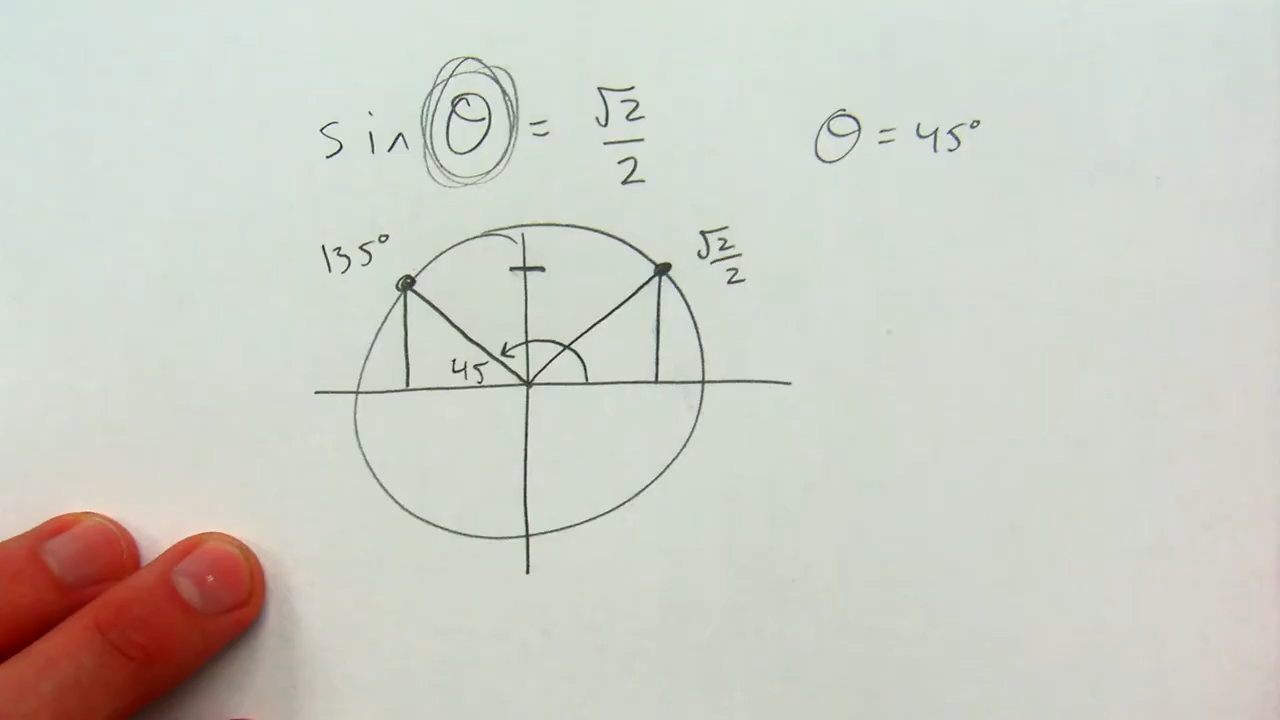 sin θ = √2/2
θ = 45°
135°
√2/2
45